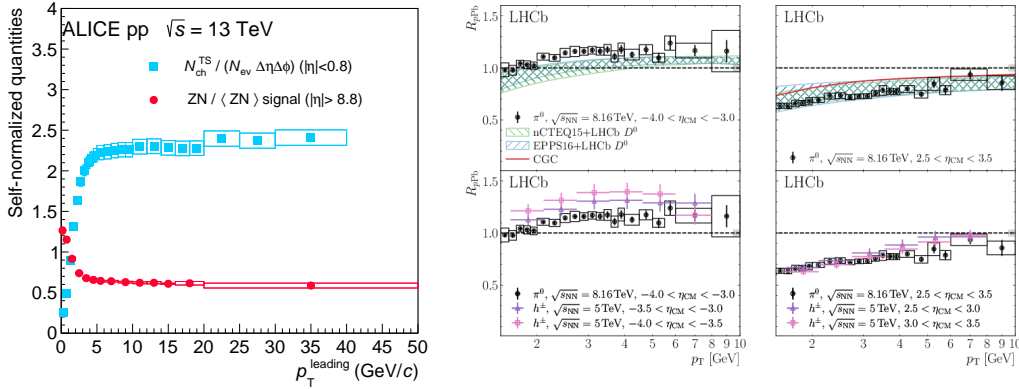 ALICE pp √s = 13 TeV
N_ch^TS / (N_ev ΔηΔϕ) (|η|<0.8)
ZN / ⟨ ZN ⟩ signal (|η|> 8.8)
Self-normalized quantities
4
3.5
3
2.5
2
1.5
1
0.5
0
0 5 10 15 20 25 30 35 40 45 50
p_T^leading (GeV/c)
R_pPb
LHCb
1.5
1.0
0.5
π⁰, √s_NN = 8.16 TeV, −4.0 < η_CM < −3.0
nCTEQ15+LHCb D⁰
EPPS16+LHCb D⁰
CGC
LHCb
π⁰, √s_NN = 8.16 TeV, 2.5 < η_CM < 3.5
R_pPb
LHCb
1.5
1.0
0.5
π⁰, √s_NN = 8.16 TeV, −4.0 < η_CM < −3.0
h±, √s_NN = 5 TeV, −3.5 < η_CM < −3.0
h±, √s_NN = 5 TeV, −4.0 < η_CM < −3.5
2 3 4 5 6 7 8 9 10
p_T [GeV]
LHCb
π⁰, √s_NN = 8.16 TeV, 2.5 < η_CM < 3.5
h±, √s_NN = 5 TeV, 2.5 < η_CM < 3.0
h±, √s_NN = 5 TeV, 3.0 < η_CM < 3.5
2 3 4 5 6 7 8 9 10
p_T [GeV]